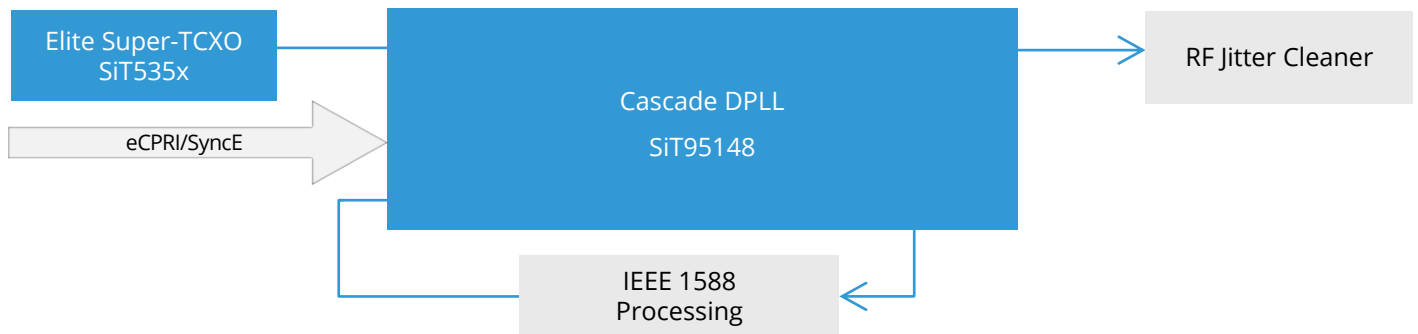 Elite Super-TCXO
SiT535x
eCPRI/SyncE
Cascade DPLL
SiT95148
RF Jitter Cleaner
IEEE 1588
Processing